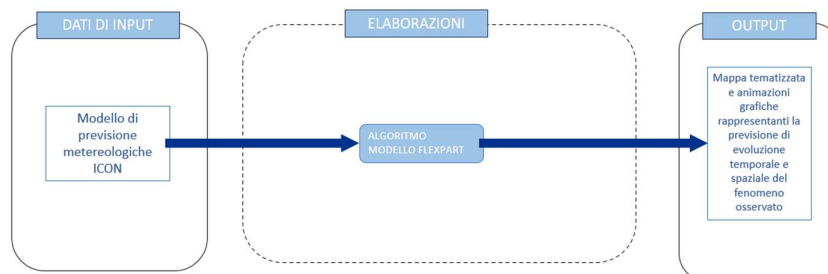 DATI DI INPUT
Modello di
previsione
metereologiche
ICON
ELABORAZIONI
ALGORITMO
MODELLO FLEXPART
OUTPUT
Mappa tematizzata
e animazioni
grafiche
rappresentanti la
previsione di
evoluzione
temporale e
spaziale del
fenomeno
osservato